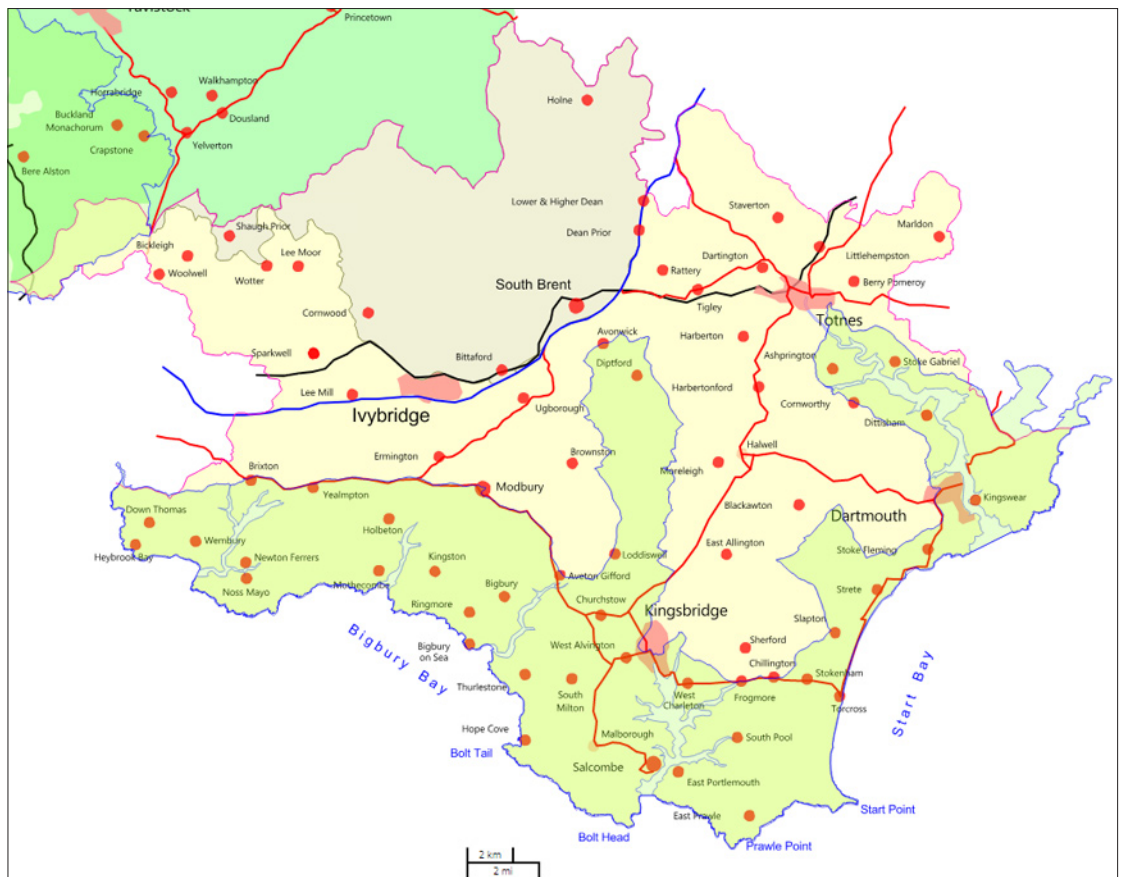 Tavistock
Princetown
Walkhampton
Horrabridge
Holne
Buckland
Monachorum
Dousland
Crapstone
Yelverton
Bere Alston
Lower & Higher Dean
Staverton
Shaugh Prior
Dean Prior
Marldon
Bickleigh
Lee Moor
Dartington
Littlehempston
Woolwell
Wotter
Rattery
South Brent
Berry Pomeroy
Tigley
Cornwood
Totnes
Avonwick
Harberton
Sparkwell
Bittaford
Ashprington
Stoke Gabriel
Diptford
Lee Mill
Harbertonford
Ugborough
Cornworthy
Ivybridge
Dittisham
Halwell
Ermington
Brownston
Brixton
Moreleigh
Modbury
Yealmpton
Kingswear
Down Thomas
Blackawton
Dartmouth
Holbeton
Wembury
East Allington
Stoke Fleming
Heybrook Bay
Newton Ferrers
Kingston
Loddiswell
Mothecombe
Aveton Gifford
Noss Mayo
Bigbury
Strete
Churchstow
Ringmore
Kingsbridge
Slapton
Bigbury Bay
West Alvington
Sherford
Bigbury
on Sea
Chillington
Stokenham
Thurlestone
South
Milton
West
Charleton
Frogmore
Torcross
Start Bay
Hope Cove
Malborough
South Pool
Bolt Tail
Salcombe
East Portlemouth
Start Point
East Prawle
Bolt Head
Prawle Point
2 km
2 mi